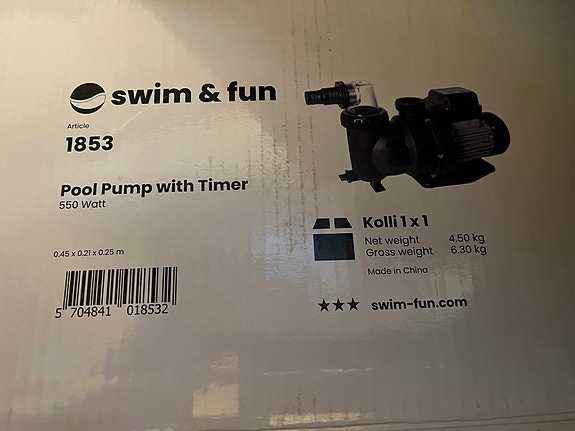 swim & fun
Article
1853
Pool Pump with Timer
550 Watt
0.45 x 0.21 x 0.25 m
5 704841 018532
Kolli 1 x 1
Net weight 4.50 kg
Gross weight 6.30 kg
Made in China
★★★ swim-fun.com